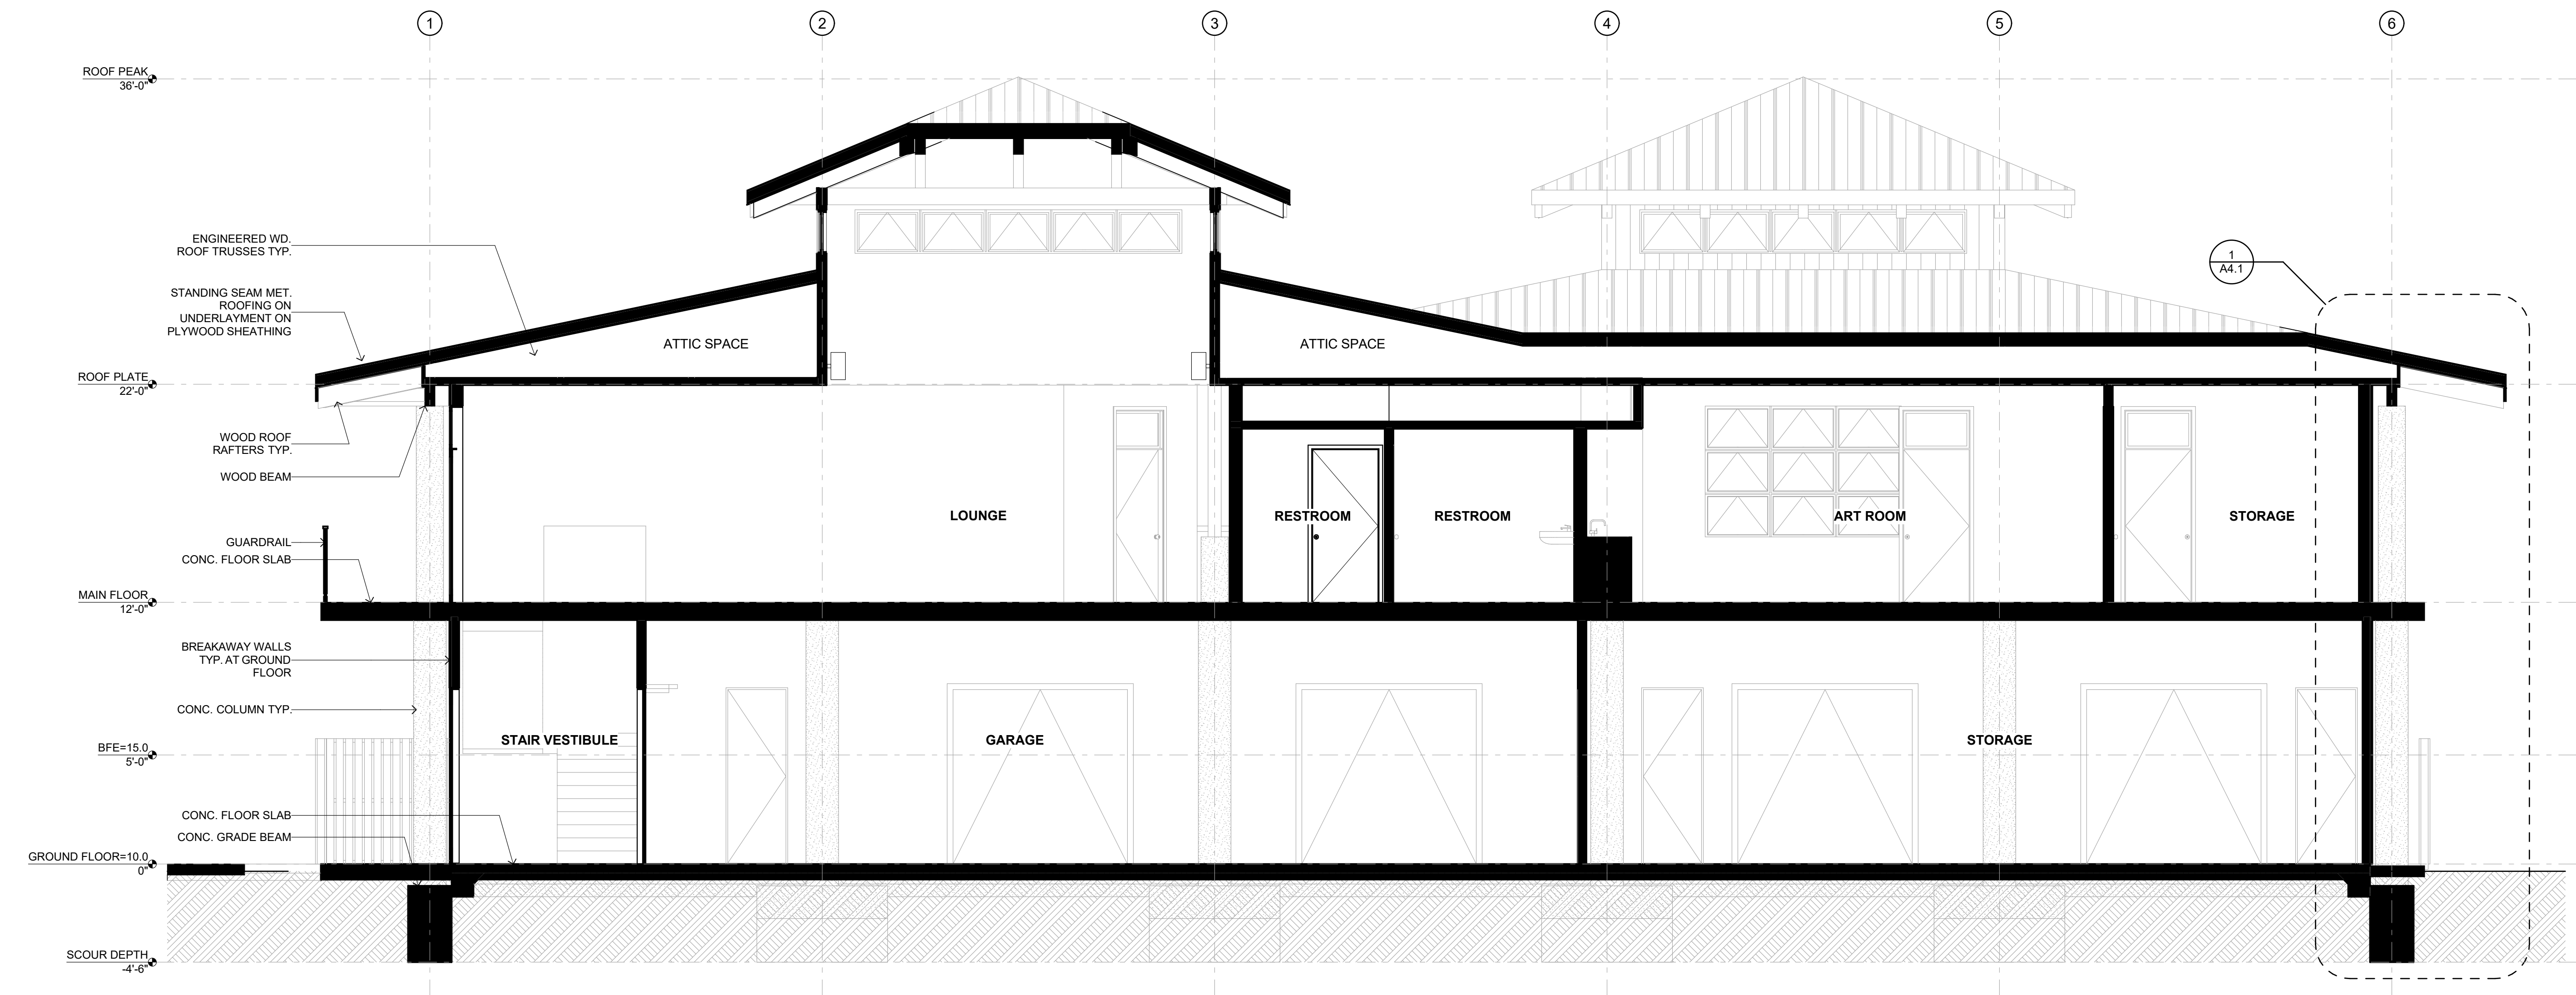 1
2
3
4
5
6
ROOF PEAK
36'-0"
ENGINEERED WD.
ROOF TRUSSES TYP.
1
A4.1
STANDING SEAM MET.
ROOFING ON
UNDERLAYMENT ON
PLYWOOD SHEATHING
ATTIC SPACE
ATTIC SPACE
ROOF PLATE
22'-0"
WOOD ROOF
RAFTERS TYP.
WOOD BEAM
LOUNGE
RESTROOM
RESTROOM
ART ROOM
STORAGE
GUARDRAIL
CONC. FLOOR SLAB
MAIN FLOOR
12'-0"
BREAKAWAY WALLS
TYP. AT GROUND
FLOOR
CONC. COLUMN TYP.
STAIR VESTIBULE
GARAGE
STORAGE
BFE=15.0
5'-0"
CONC. FLOOR SLAB
CONC. GRADE BEAM
GROUND FLOOR=10.0
0"
SCOUR DEPTH
-4'-6"